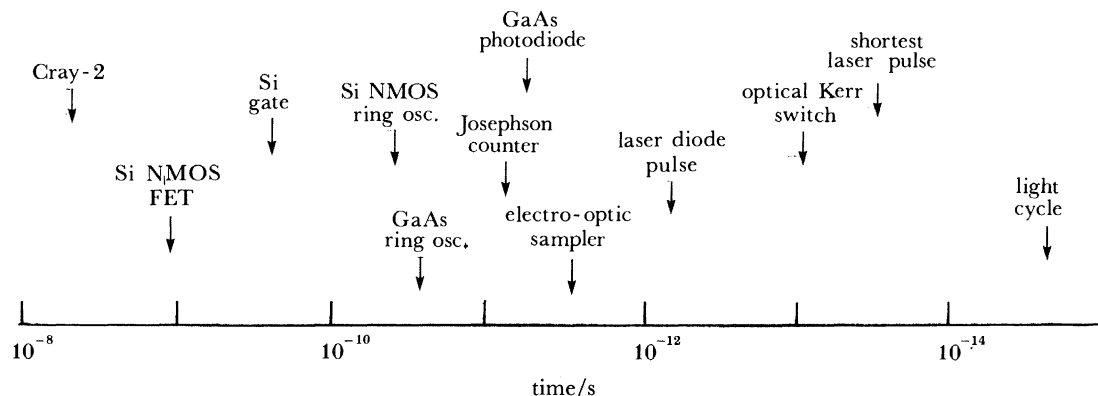 GaAs
photodiode
shortest
laser pulse
Cray-2
Si
gate
Si NMOS
ring osc.
optical Kerr
switch
Josephson
counter
laser diode
pulse
Si NMOS
FET
light
cycle
GaAs
ring osc.
electro-optic
sampler
10⁻⁸
10⁻¹⁰
10⁻¹²
10⁻¹⁴
time/s